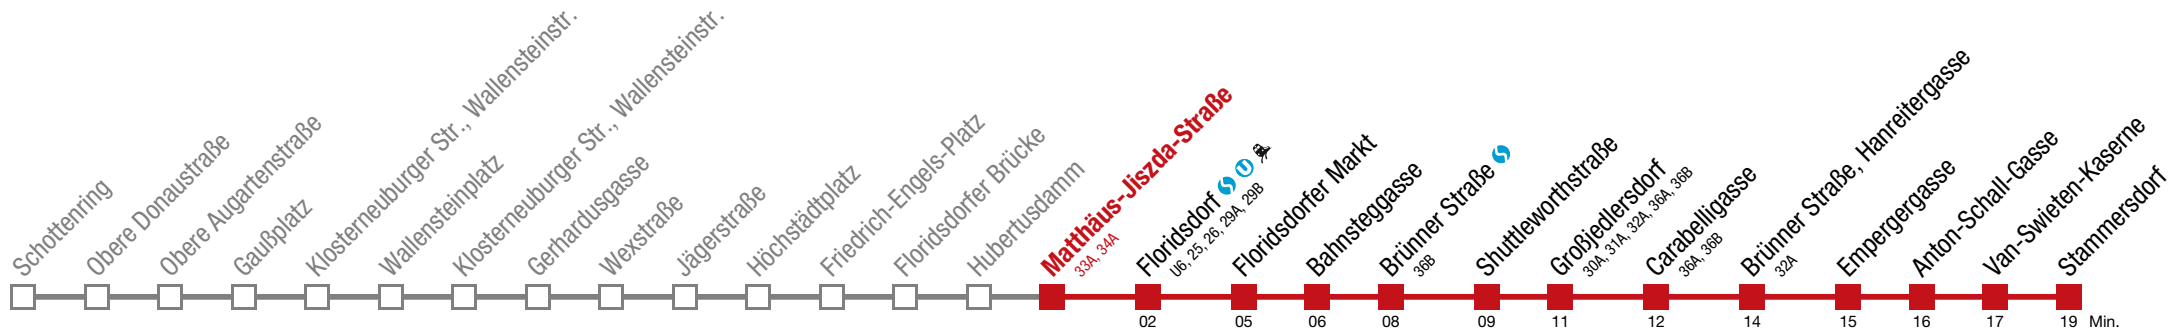 Schottenring
Obere Donaustraße
Obere Augartenstraße
Gaußplatz
Klosterneuburger Str., Wallensteinstr.
Wallensteinplatz
Klosterneuburger Str., Wallensteinstr.
Gerhardusgasse
Wexstraße
Jägerstraße
Höchstädtplatz
Friedrich-Engels-Platz
Floridsdorfer Brücke
Hubertusdamm
Matthäus-Jiszda-Straße
33A, 34A
Floridsdorf
U
U6, 25, 26, 29A, 29B
Floridsdorfer Markt
Bahnsteggasse
Brünner Straße
36B
Shuttleworthstraße
Großjedlersdorf
30A, 31A, 32A, 36A, 36B
Carabelligasse
36A, 36B
Brünner Straße, Hanreitergasse
32A
Empergergasse
Anton-Schall-Gasse
Van-Swieten-Kaserne
Stammersdorf
02 05 06 08 09 11 12 14 15 16 17 19 Min.